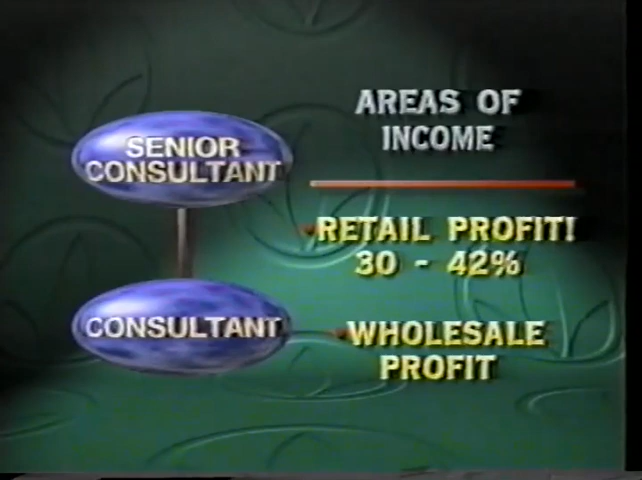 AREAS OF
INCOME
SENIOR
CONSULTANT
RETAIL PROFIT!
30 - 42%
CONSULTANT
WHOLESALE
PROFIT